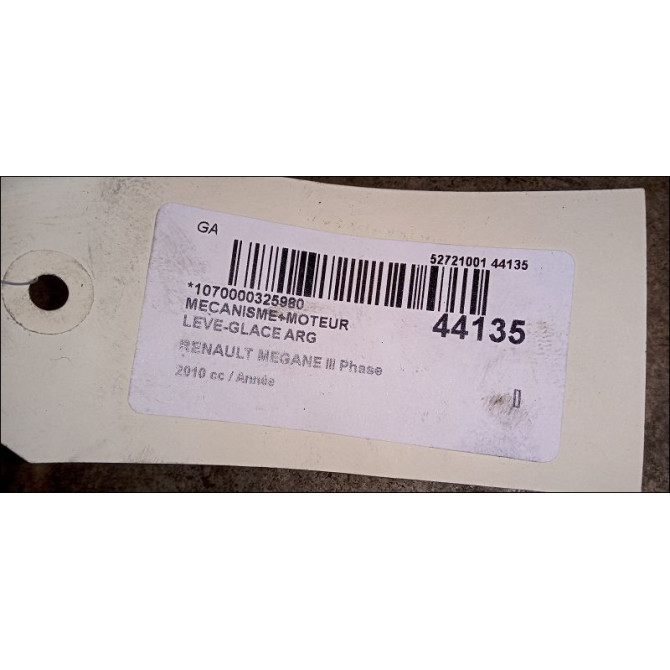 GA
52721001 44135
*1070000325980
MECANISME+MOTEUR
44135
LEVE-GLACE ARG
RENAULT MEGANE III Phase
2010 cc / Année